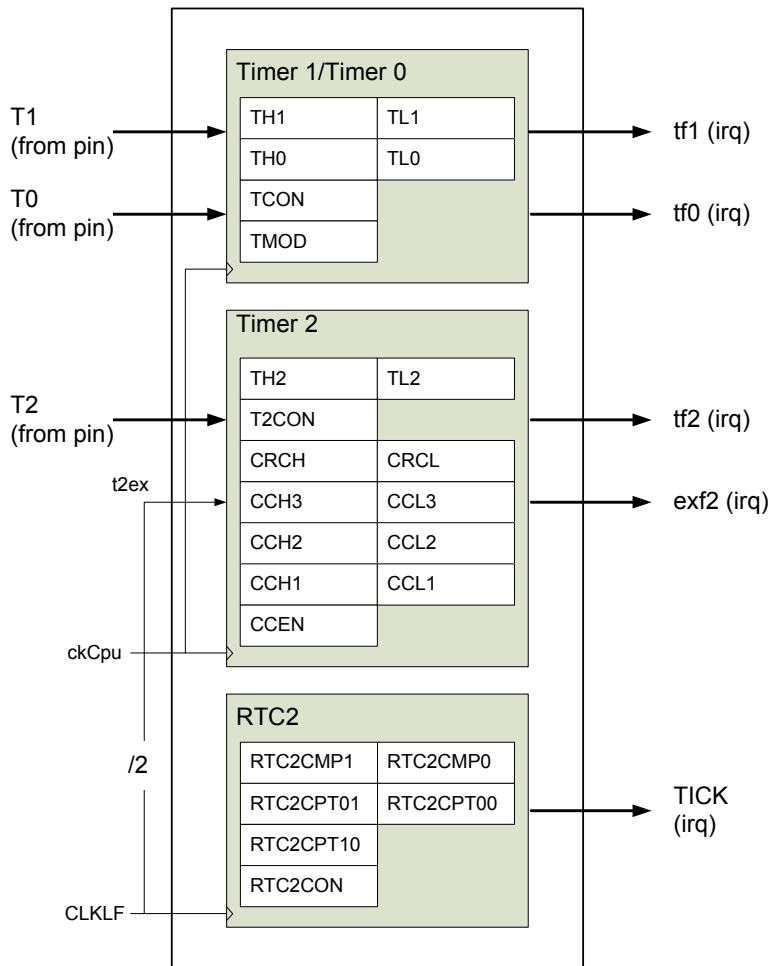 Timer 1/Timer 0
T1
(from pin)
TH1 TL1
tf1 (irq)
TH0 TL0
T0
(from pin)
TCON
tf0 (irq)
TMOD
Timer 2
TH2 TL2
T2
(from pin)
T2CON
tf2 (irq)
CRCH CRCL
t2ex
CCH3 CCL3
exf2 (irq)
CCH2 CCL2
CCH1 CCL1
CCEN
ckCpu
RTC2
/2
RTC2CMP1 RTC2CMP0
RTC2CPT01 RTC2CPT00
TICK
(irq)
RTC2CPT10
RTC2CON
CLKLF